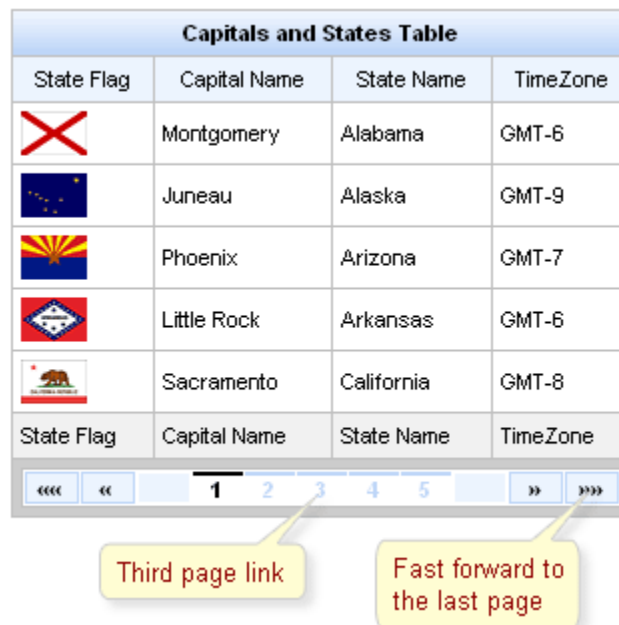 Capitals and States Table
State Flag Capital Name State Name TimeZone
Montgomery Alabama GMT-6
Juneau Alaska GMT-9
Phoenix Arizona GMT-7
Little Rock Arkansas GMT-6
Sacramento California GMT-8
State Flag Capital Name State Name TimeZone
«« « 1 2 3 4 5 » »»
Third page link
Fast forward to
the last page